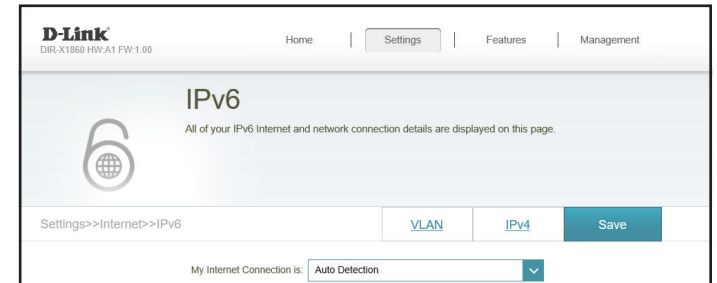 D-Link
DIR-X1860 HW:A1 FW:1.00
Home | Settings | Features | Management
IPv6
All of your IPv6 Internet and network connection details are displayed on this page.
Settings>>Internet>>IPv6 VLAN IPv4 Save
My Internet Connection is: Auto Detection